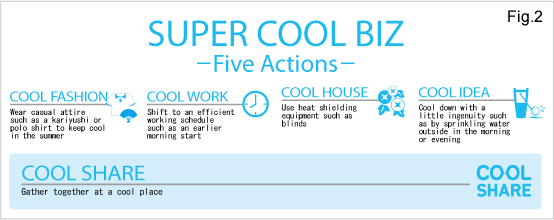 Fig.2
SUPER COOL BIZ
–Five Actions–
COOL FASHION
Wear casual attire
such as a kariyushi or
polo shirt to keep cool
in the summer
COOL WORK
Shift to an efficient
working schedule
such as an earlier
morning start
COOL HOUSE
Use heat shielding
equipment such as
blinds
COOL IDEA
Cool down with a
little ingenuity such
as by sprinkling water
outside in the morning
or evening
COOL SHARE
Gather together at a cool place
COOL
SHARE